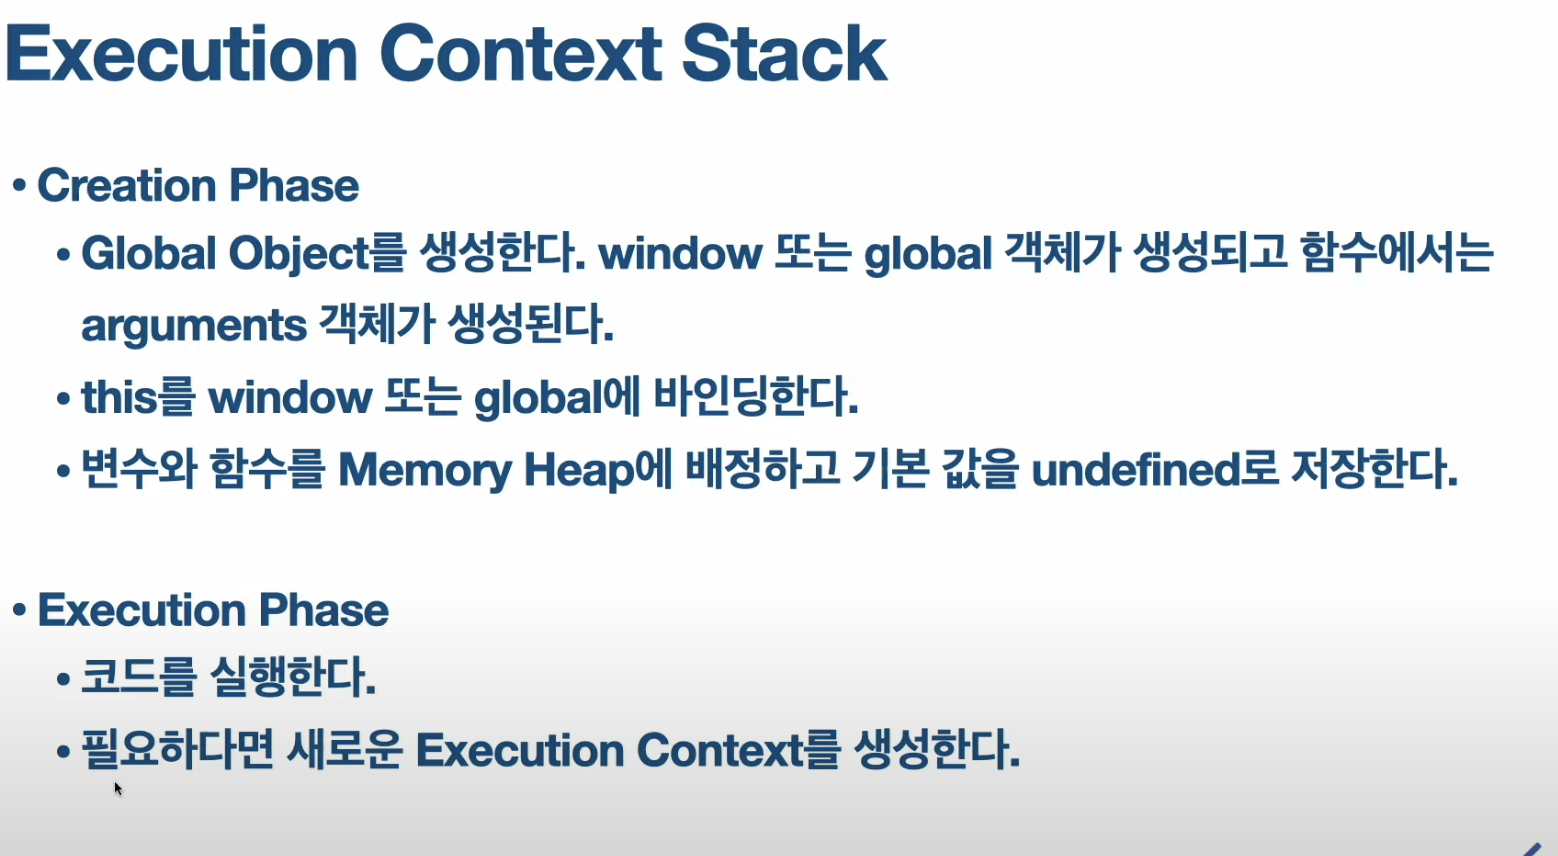 Execution Context Stack
• Creation Phase
• Global Object를 생성한다. window 또는 global 객체가 생성되고 함수에서는
arguments 객체가 생성된다.
• this를 window 또는 global에 바인딩한다.
• 변수와 함수를 Memory Heap에 배정하고 기본 값을 undefined로 저장한다.
• Execution Phase
• 코드를 실행한다.
• 필요하다면 새로운 Execution Context를 생성한다.